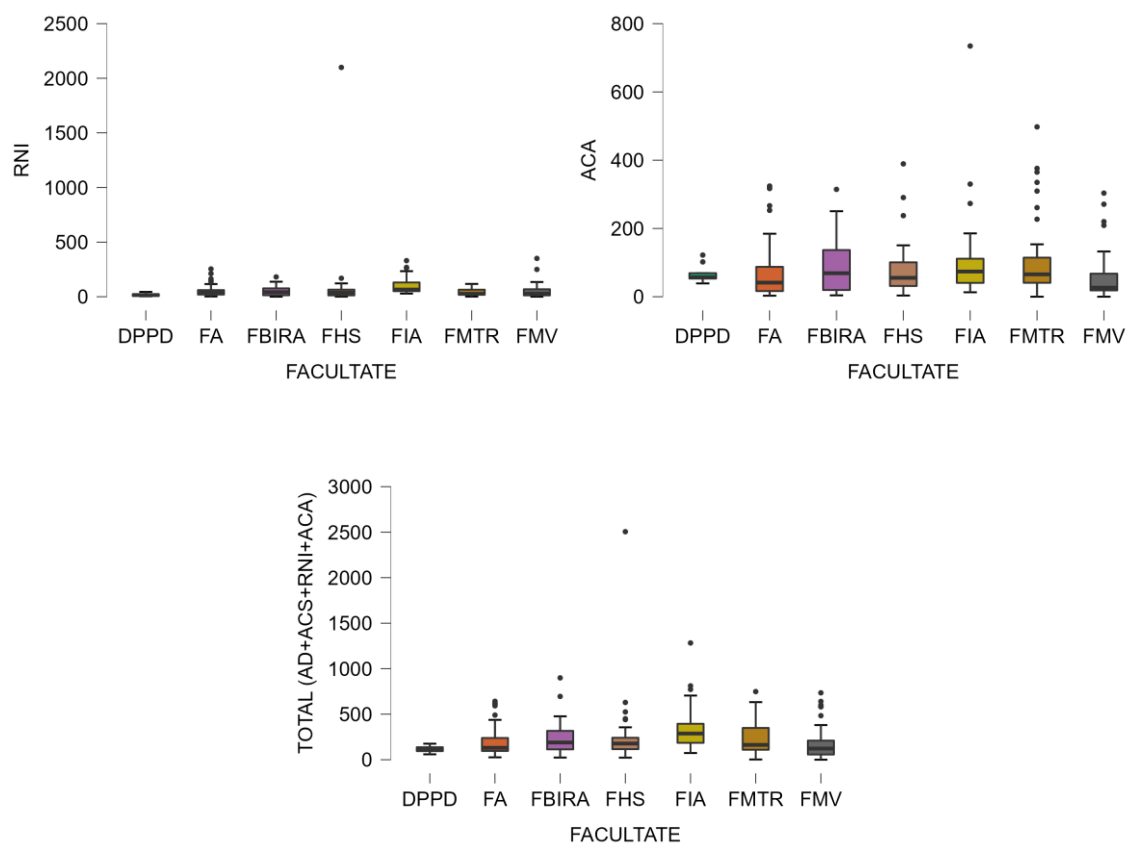 RNI
2500
2000
1500
1000
500
0
DPPD FA FBIRA FHS FIA FMTR FMV
FACULTATE
ACA
800
600
400
200
0
DPPD FA FBIRA FHS FIA FMTR FMV
FACULTATE
TOTAL (AD+ACS+RNI+ACA)
3000
2500
2000
1500
1000
500
0
DPPD FA FBIRA FHS FIA FMTR FMV
FACULTATE